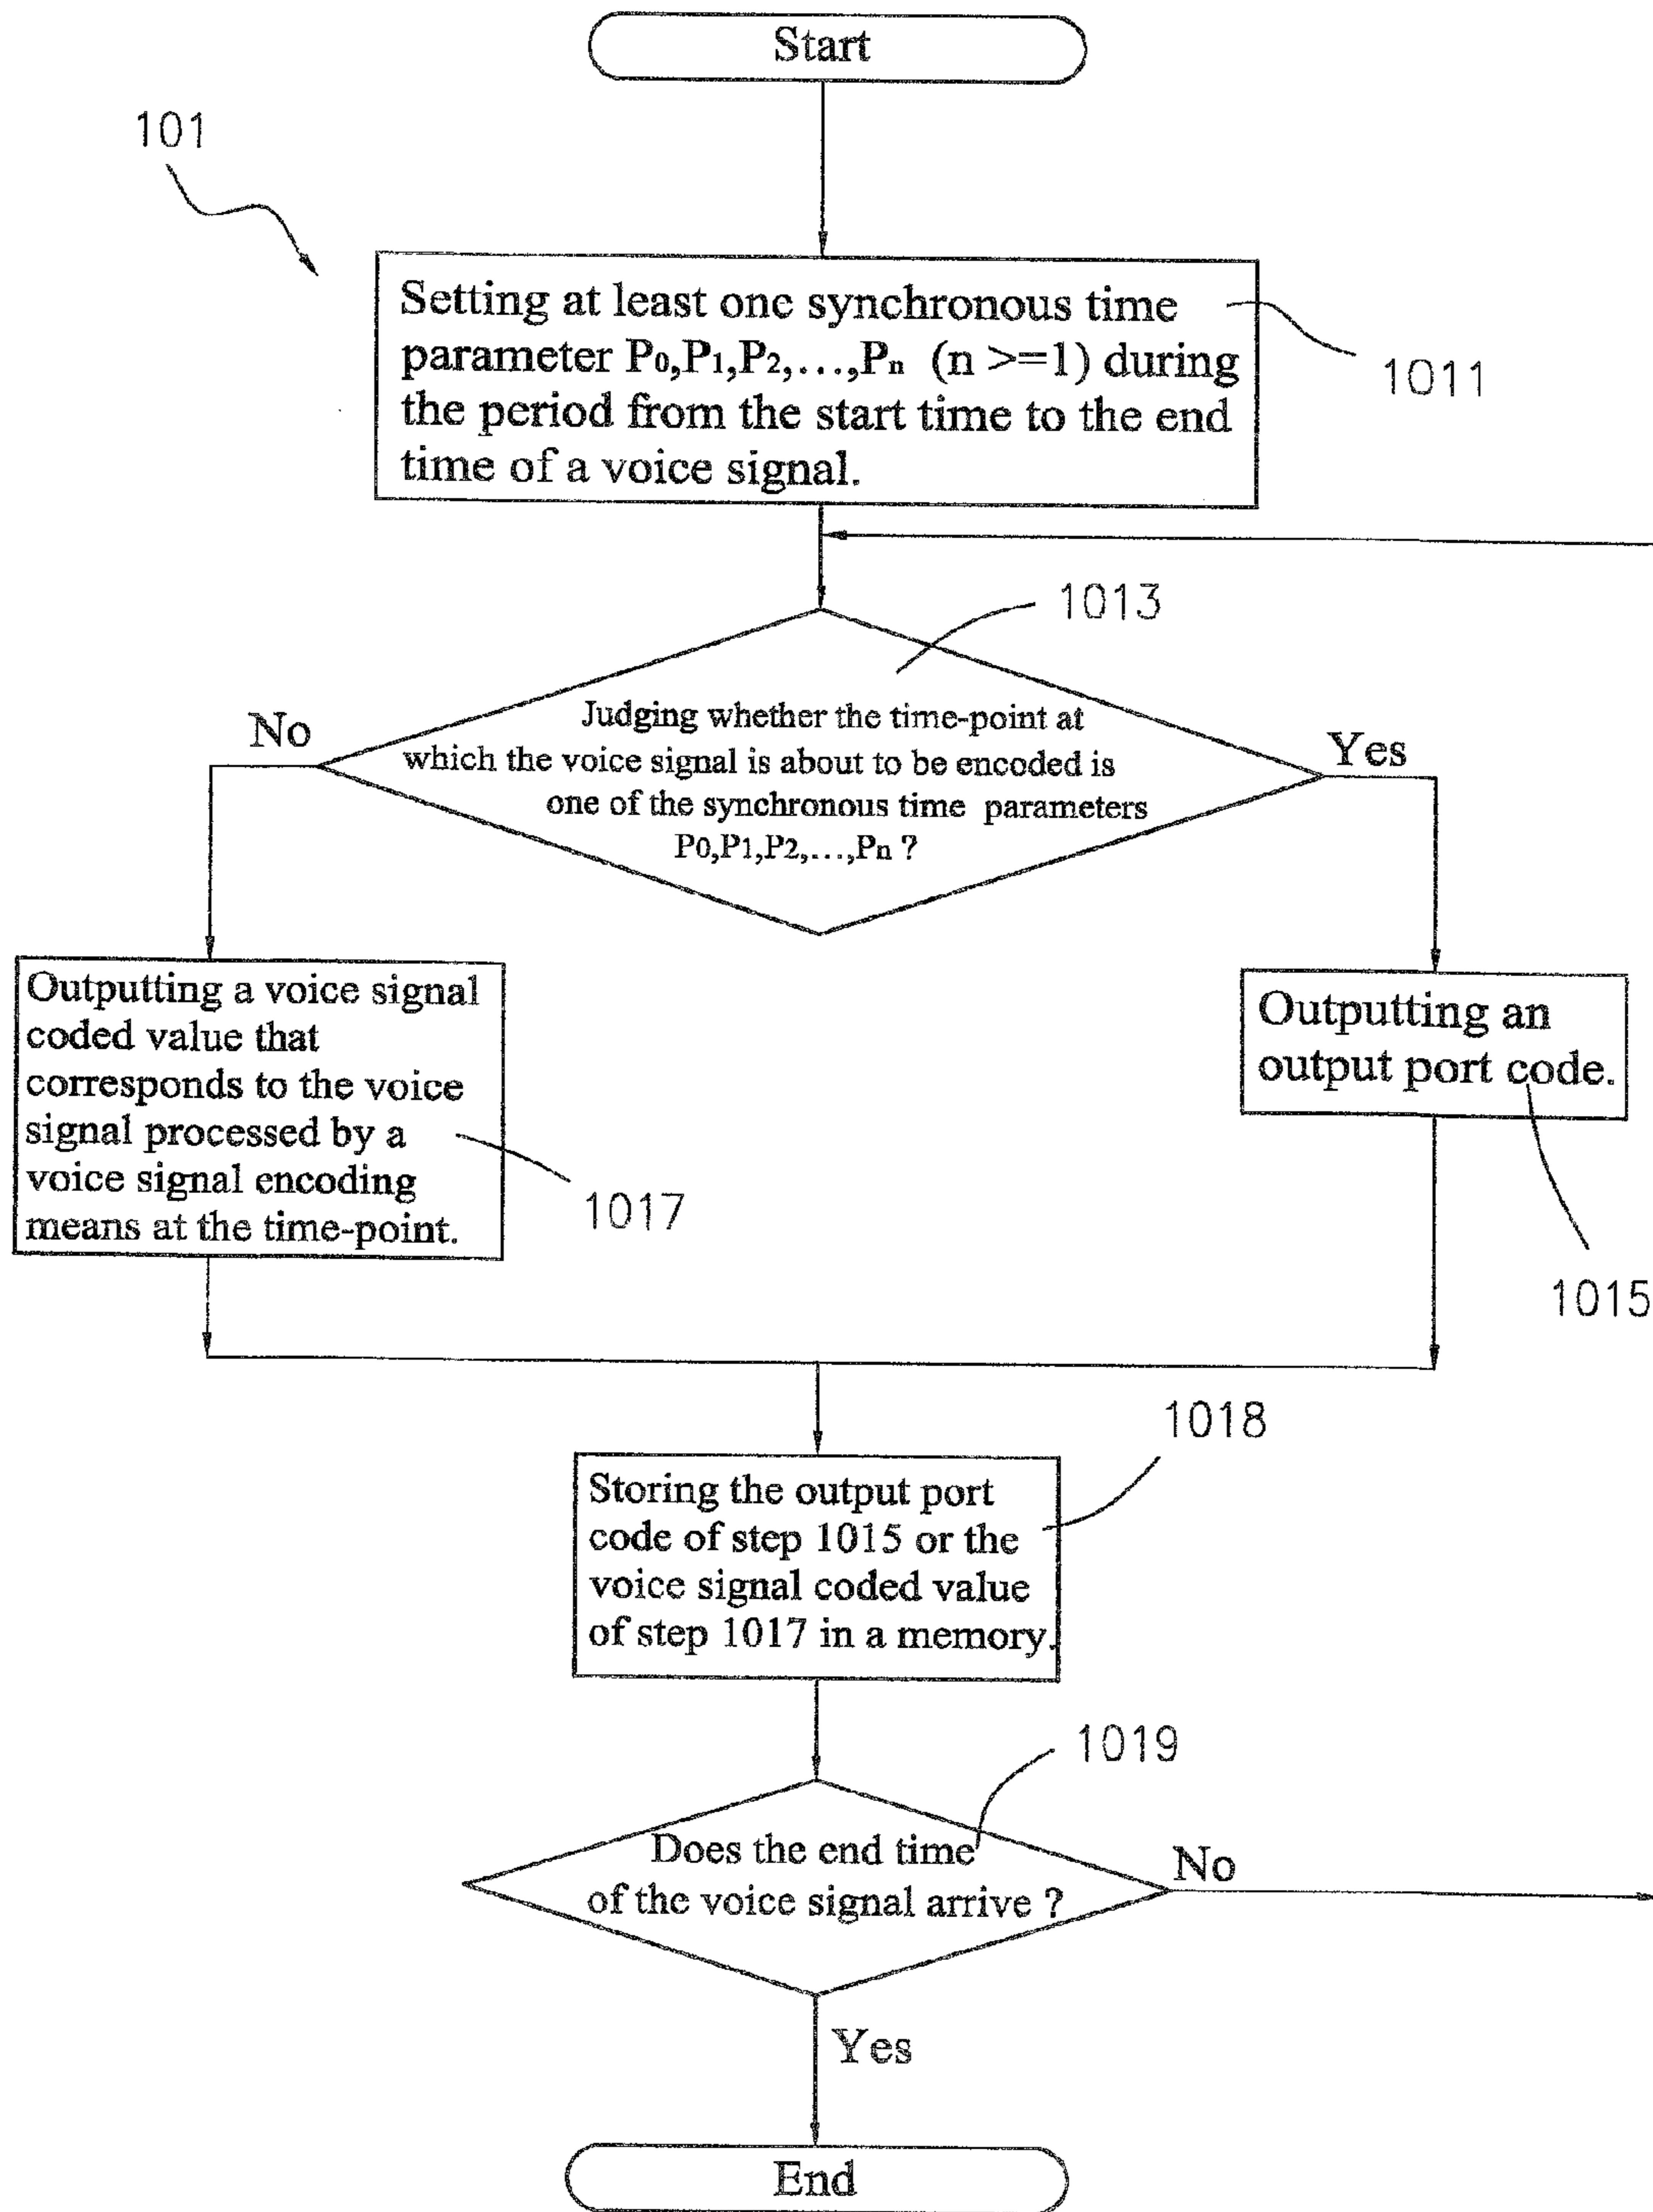 Start
101
Setting at least one synchronous time
parameter P0,P1,P2,...,Pn (n >=1) during
the period from the start time to the end
time of a voice signal.
1011
1013
Judging whether the time-point at
which the voice signal is about to be encoded is
one of the synchronous time parameters
P0,P1,P2,...,Pn ?
No
Yes
Outputting a voice signal
coded value that
corresponds to the voice
signal processed by a
voice signal encoding
means at the time-point.
1017
Outputting an
output port code.
1015
1018
Storing the output port
code of step 1015 or the
voice signal coded value
of step 1017 in a memory.
1019
Does the end time
of the voice signal arrive ?
No
Yes
End